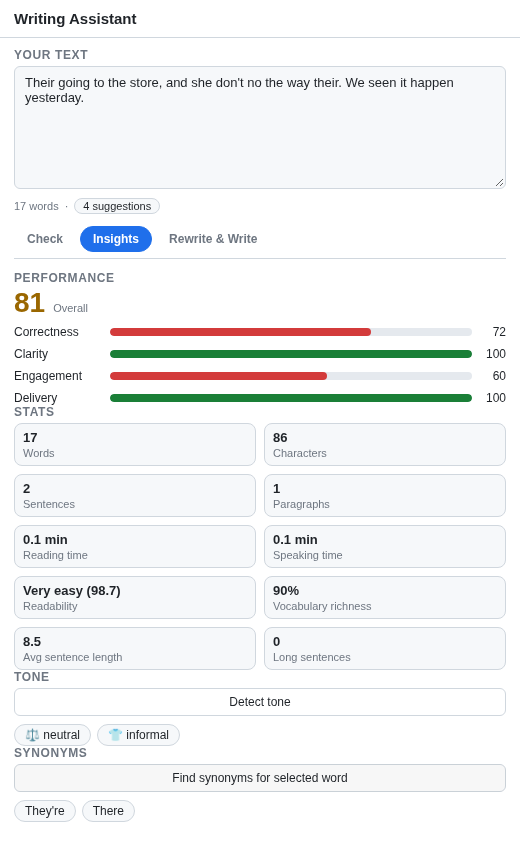 Writing Assistant
YOUR TEXT
Their going to the store, and she don't no the way their. We seen it happen
yesterday.
17 words · 4 suggestions
Check Insights Rewrite & Write
PERFORMANCE
81 Overall
Correctness 72
Clarity 100
Engagement 60
Delivery 100
STATS
17 86
Words Characters
2 1
Sentences Paragraphs
0.1 min 0.1 min
Reading time Speaking time
Very easy (98.7) 90%
Readability Vocabulary richness
8.5 0
Avg sentence length Long sentences
TONE
Detect tone
⚖️ neutral 👕 informal
SYNONYMS
Find synonyms for selected word
They're There